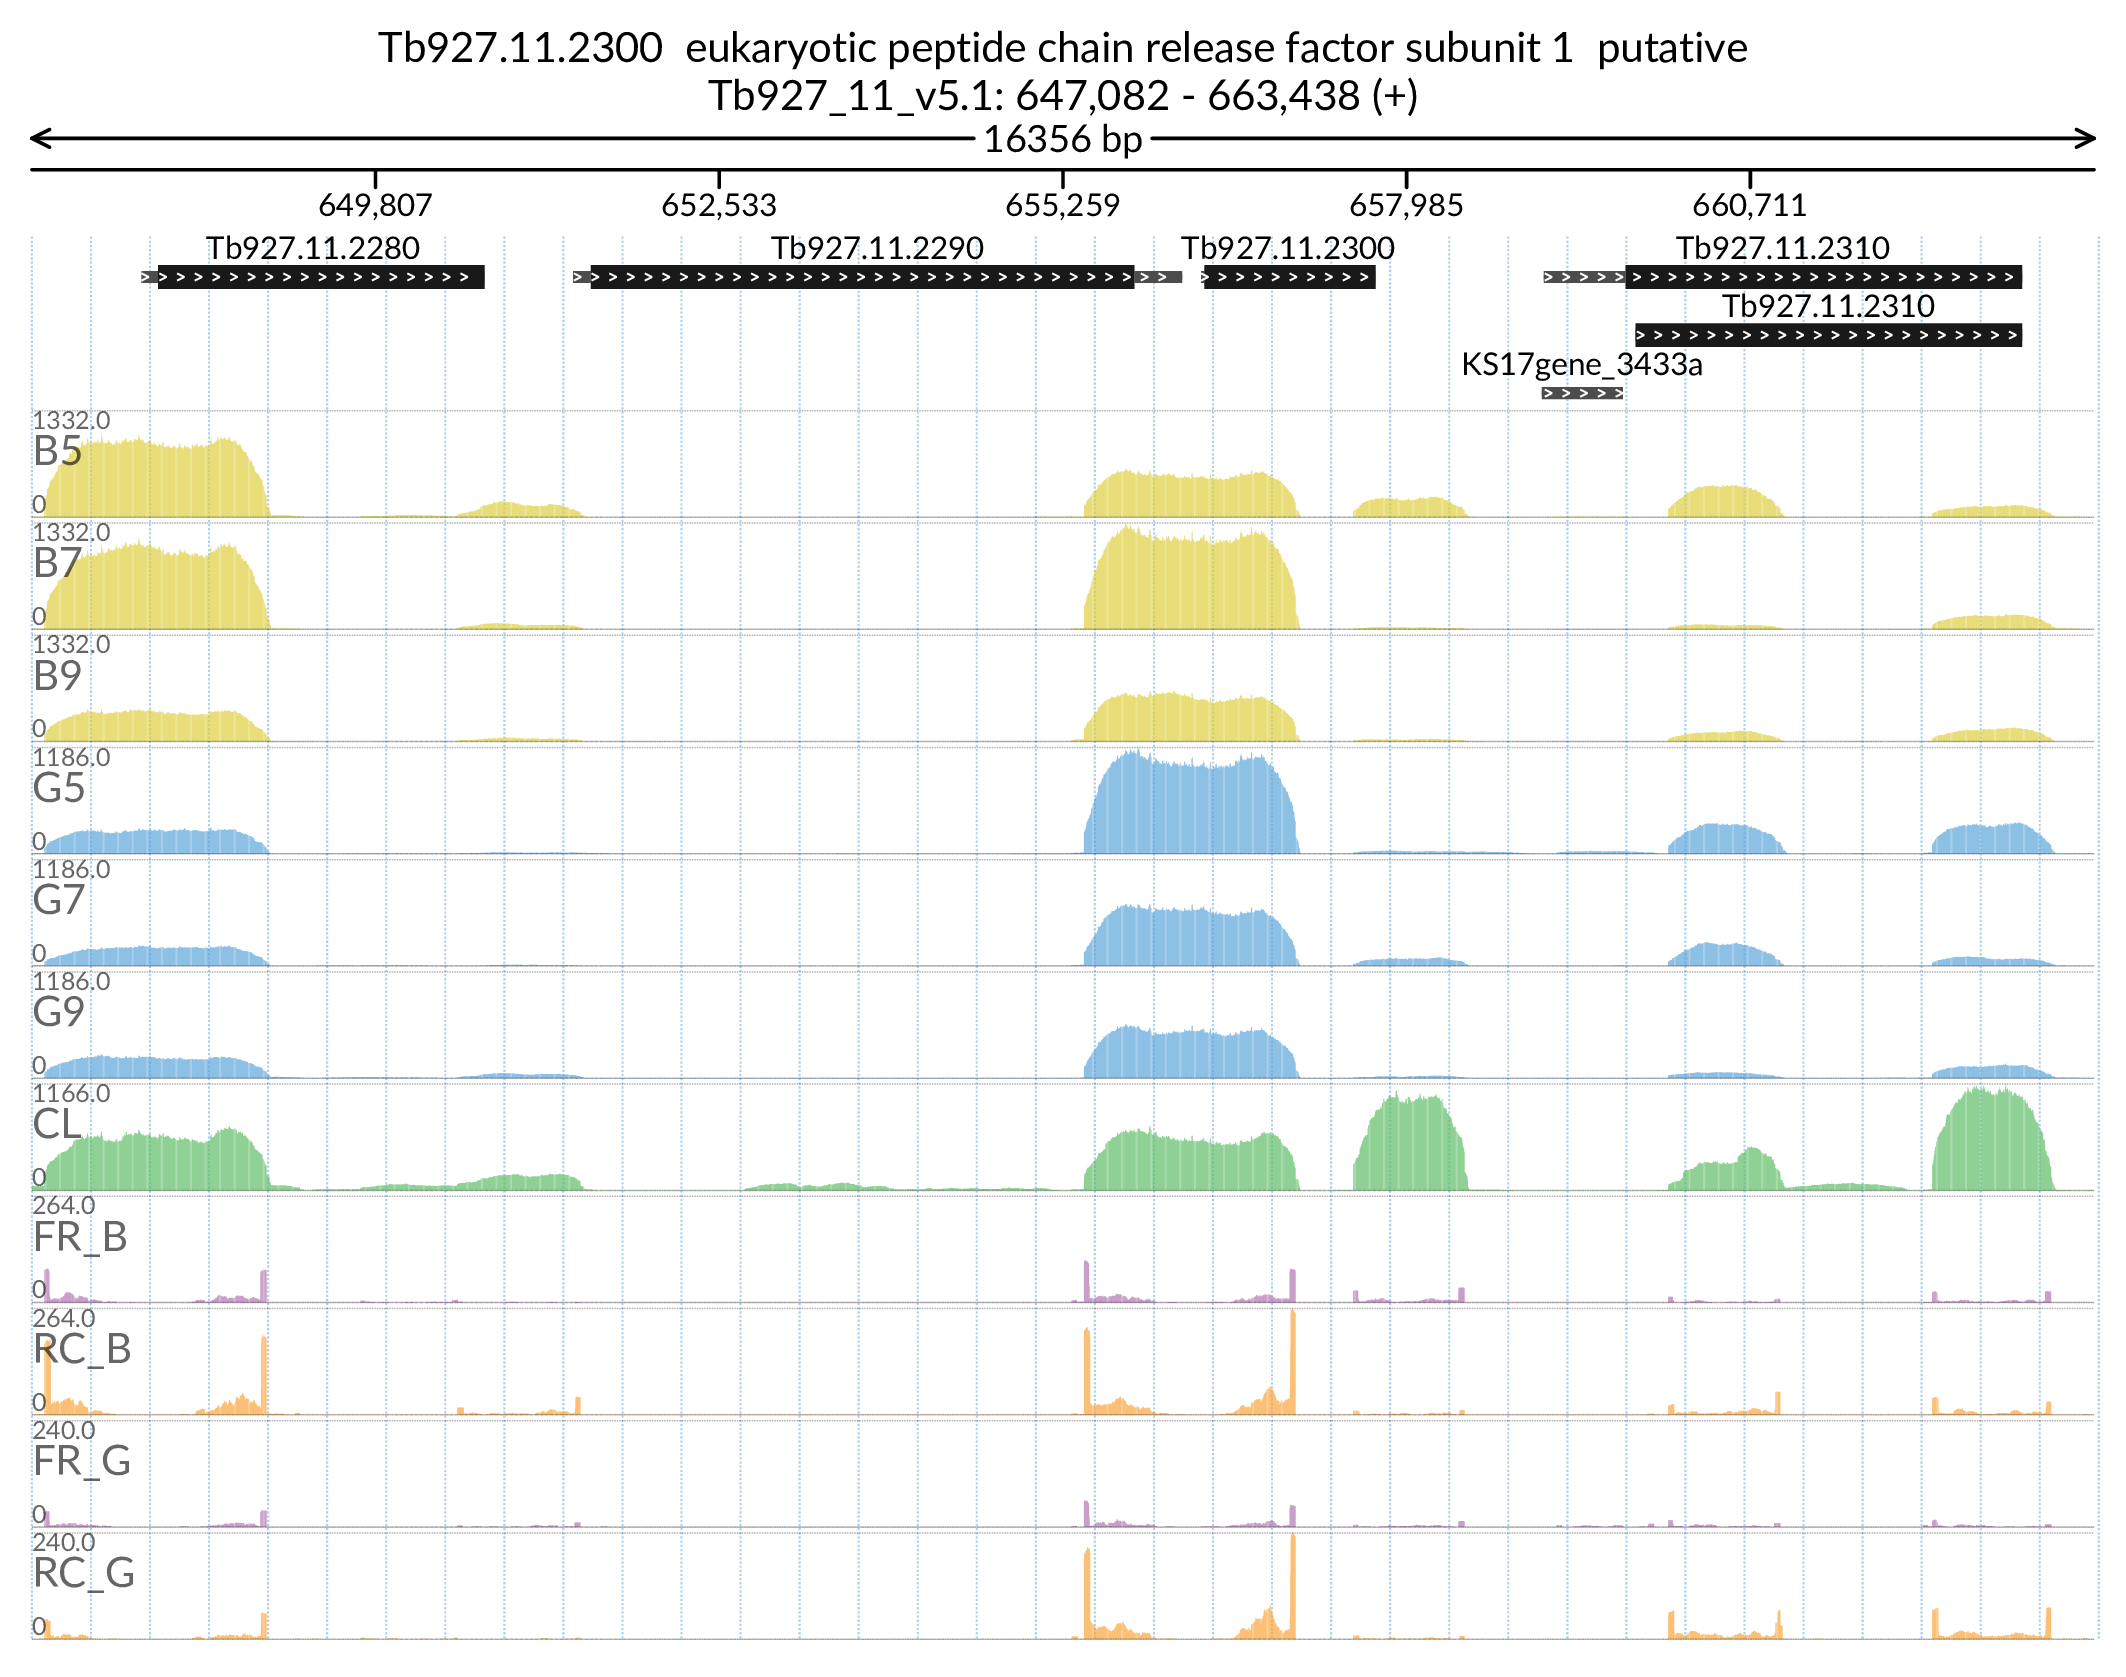 Tb927.11.2300  eukaryotic peptide chain release factor subunit 1  putative
Tb927_11_v5.1: 647,082 - 663,438 (+)
16356 bp
649,807 652,533 655,259 657,985 660,711
Tb927.11.2280 Tb927.11.2290 Tb927.11.2300 Tb927.11.2310
Tb927.11.2310
KS17gene_3433a
1332.0
B5
0
1332.0
B7
0
1332.0
B9
0
1186.0
G5
0
1186.0
G7
0
1186.0
G9
0
1166.0
CL
0
264.0
FR_B
0
264.0
RC_B
0
240.0
FR_G
0
240.0
RC_G
0